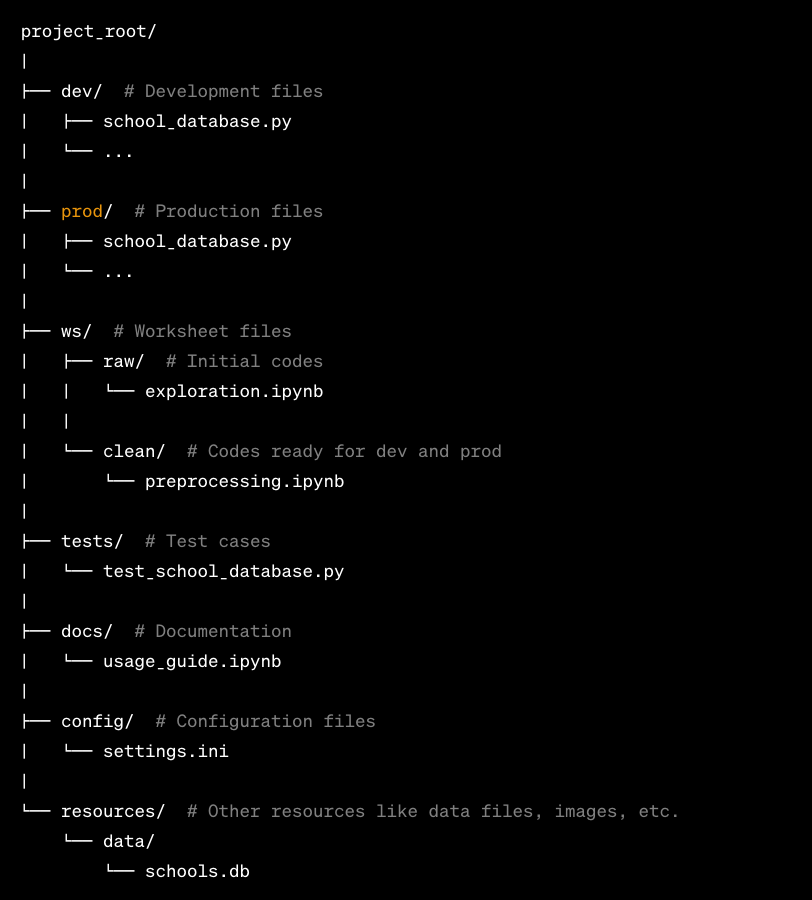 project_root/
|
├── dev/  # Development files
|   ├── school_database.py
|   └── ...
|
├── prod/  # Production files
|   ├── school_database.py
|   └── ...
|
├── ws/  # Worksheet files
|   ├── raw/  # Initial codes
|   |   └── exploration.ipynb
|   |
|   └── clean/  # Codes ready for dev and prod
|       └── preprocessing.ipynb
|
├── tests/  # Test cases
|   └── test_school_database.py
|
├── docs/  # Documentation
|   └── usage_guide.ipynb
|
├── config/  # Configuration files
|   └── settings.ini
|
└── resources/  # Other resources like data files, images, etc.
    └── data/
        └── schools.db